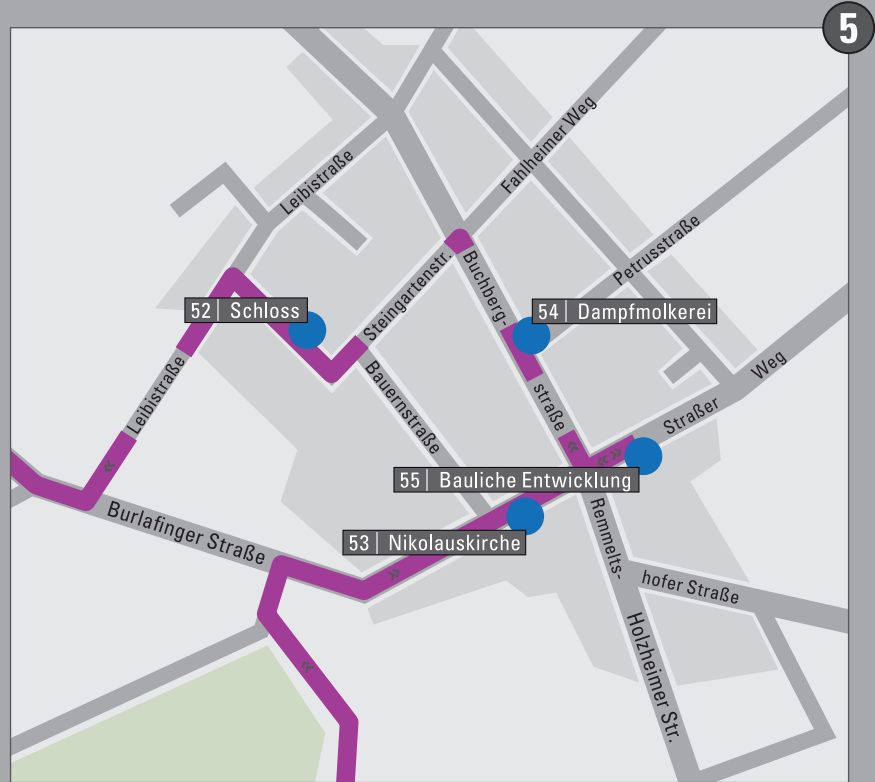 5
Leibistraße
Fahlheimer Weg
Petrusstraße
Steingartenstr.
Buchberg-
straße
52 | Schloss
54 | Dampfmolkerei
Leibistraße
Bauernstraße
Straßer
Weg
55 | Bauliche Entwicklung
53 | Nikolauskirche
Burlafinger Straße
Remmelts-
hofer Straße
Holzheimer Str.